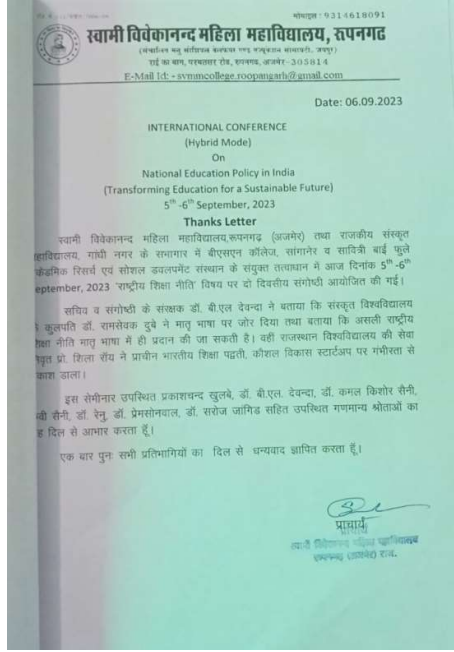 मोबाइल : 9314618091
स्वामी विवेकानन्द महिला महाविद्यालय, रूपनगढ
राई का बाग, परबतसर रोड, रूपनगढ, अजमेर-305814
E-Mail Id: - svmmcollege.roopangarh@gmail.com
Date: 06.09.2023
INTERNATIONAL CONFERENCE
(Hybrid Mode)
On
National Education Policy in India
(Transforming Education for a Sustainable Future)
5th -6th September, 2023
Thanks Letter
स्वामी विवेकानन्द महिला महाविद्यालय,रूपनगढ़ (अजमेर) तथा राजकीय संस्कृत
हाविद्यालय, गांधी नगर के सभागार में बीएसएन कॉलेज, सांगानेर व सावित्री बाई फुले
केडमिक रिसर्च एवं सोशल डवलपमेंट संस्थान के संयुक्त तत्वाधान में आज दिनांक 5th -6th
eptember, 2023 'राष्ट्रीय शिक्षा नीति' विषय पर दो दिवसीय संगोष्ठी आयोजित की गई।
सचिव व संगोष्ठी के संरक्षक डॉ. बी.एल देवन्दा ने बताया कि संस्कृत विश्वविद्यालय
कुलपति डॉ. रामसेवक दुबे ने मातृ भाषा पर जोर दिया तथा बताया कि असली राष्ट्रीय
क्षा नीति मातृ भाषा में ही प्रदान की जा सकती है। वहीं राजस्थान विश्वविद्यालय की सेवा
वृत प्रो. शिला रॉय ने प्राचीन भारतीय शिक्षा पद्वती, कौशल विकास स्टार्टअप पर गंभीरता से
काश डाला।
इस सेमीनार उपस्थित प्रकाशचन्द खुलबे, डॉ. बी.एल. देवन्दा, डॉ. कमल किशोर सैनी,
वी सैनी, डॉ. रेनु, डॉ. प्रेमसोनवाल, डॉ. सरोज जांगिड सहित उपस्थित गणमान्य श्रोताओं का
ह दिल से आभार करता हूँ।
एक बार पुनः सभी प्रतिभागियों का दिल से धन्यवाद ज्ञापित करता हूँ।
प्राचार्य
स्वामी विवेकानन्द महिला महाविद्यालय
रूपनगढ़ (अजमेर) राज.